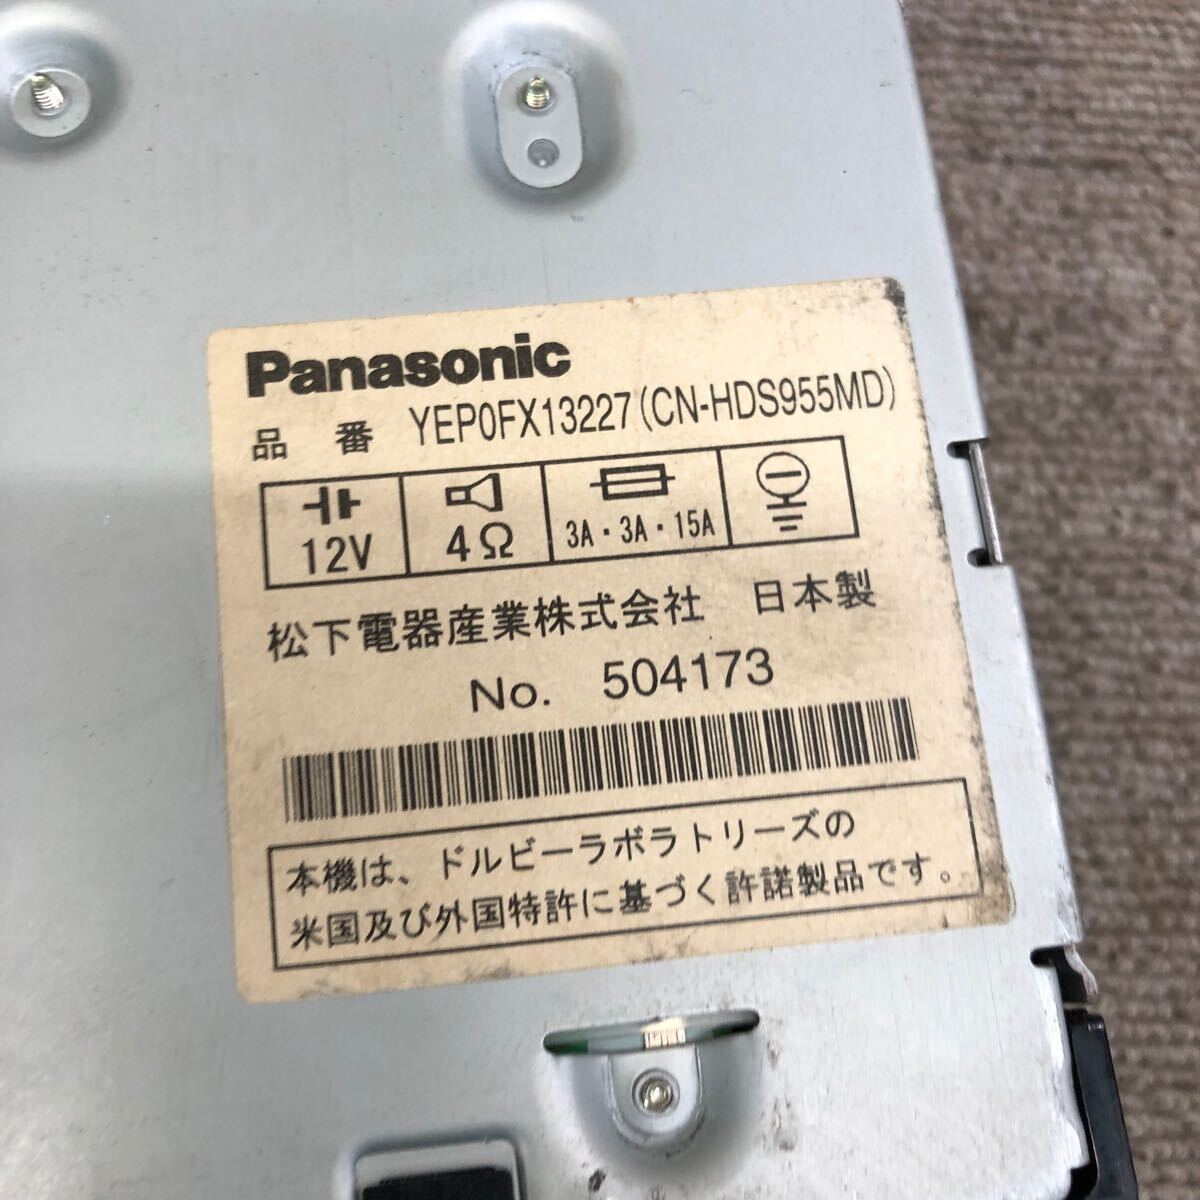 Panasonic
品 番 YEP0FX13227(CN-HDS955MD)
12V 4Ω 3A・3A・15A
松下電器産業株式会社 日本製
No. 504173
本機は、ドルビーラボラトリーズの
米国及び外国特許に基づく許諾製品です。